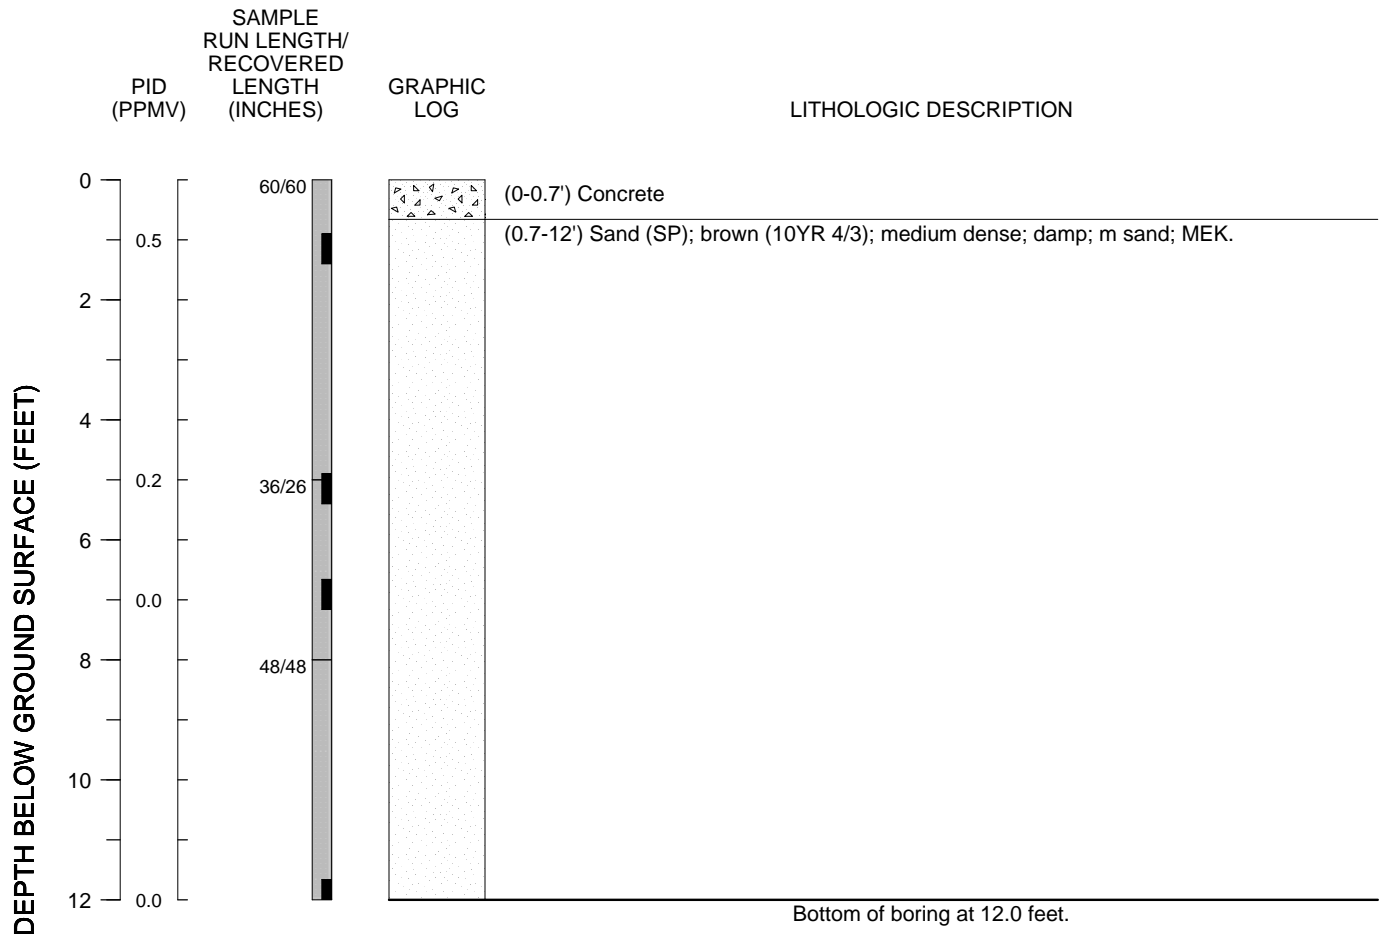 SAMPLE
RUN LENGTH/
RECOVERED
LENGTH
(INCHES)
PID
(PPMV)
GRAPHIC
LOG
LITHOLOGIC DESCRIPTION
DEPTH BELOW GROUND SURFACE (FEET)
0
60/60
(0-0.7') Concrete
0.5
(0.7-12') Sand (SP); brown (10YR 4/3); medium dense; damp; m sand; MEK.
2
4
0.2
36/26
6
0.0
8
48/48
10
12
0.0
Bottom of boring at 12.0 feet.